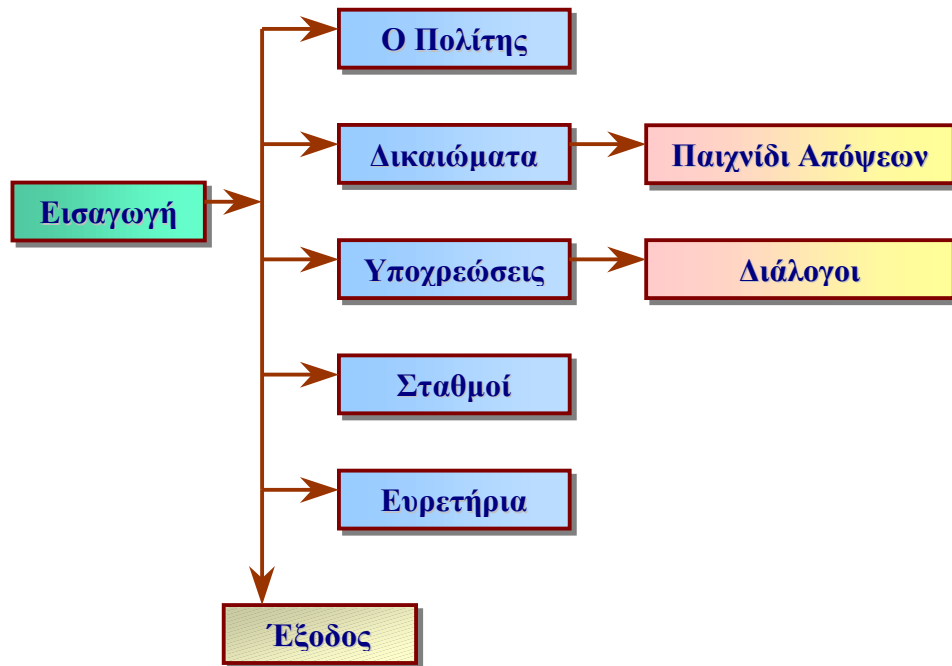 Ο Πολίτης
Δικαιώματα
Παιχνίδι Απόψεων
Εισαγωγή
Υποχρεώσεις
Διάλογοι
Σταθμοί
Ευρετήρια
Έξοδος